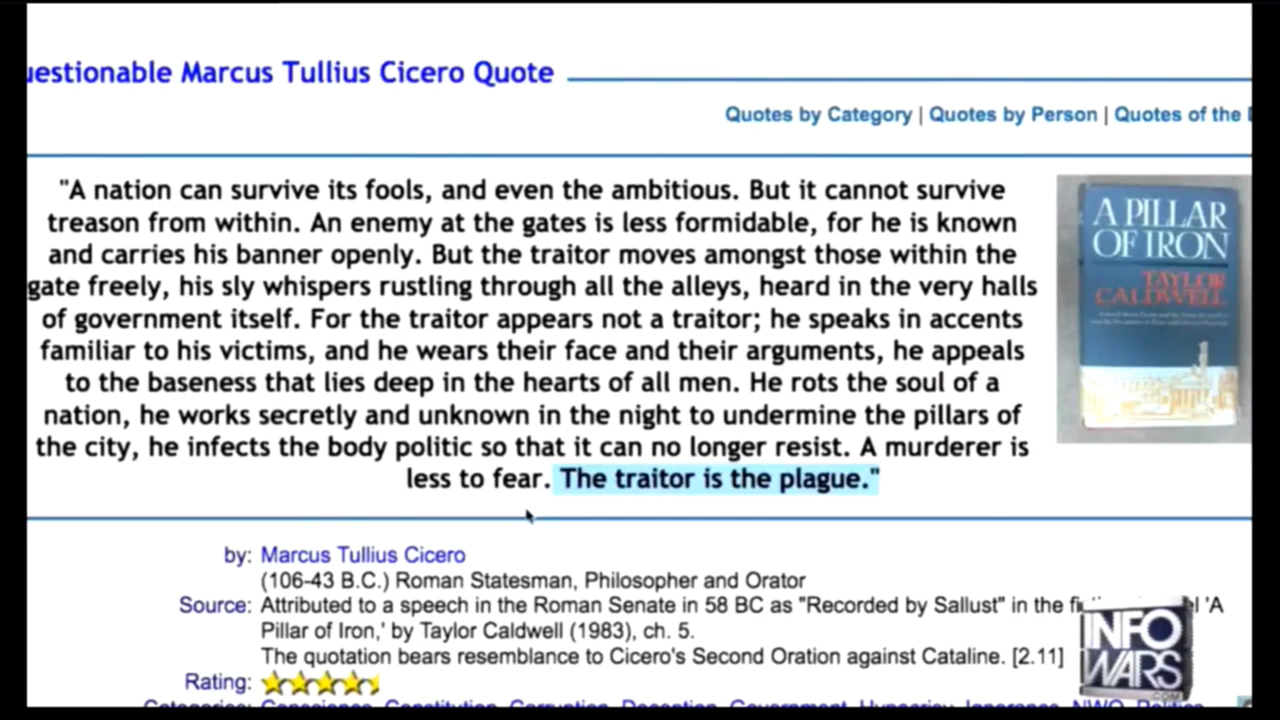 uestionable Marcus Tullius Cicero Quote
Quotes by Category | Quotes by Person | Quotes of the
"A nation can survive its fools, and even the ambitious. But it cannot survive
treason from within. An enemy at the gates is less formidable, for he is known
and carries his banner openly. But the traitor moves amongst those within the
gate freely, his sly whispers rustling through all the alleys, heard in the very halls
of government itself. For the traitor appears not a traitor; he speaks in accents
familiar to his victims, and he wears their face and their arguments, he appeals
to the baseness that lies deep in the hearts of all men. He rots the soul of a
nation, he works secretly and unknown in the night to undermine the pillars of
the city, he infects the body politic so that it can no longer resist. A murderer is
less to fear. The traitor is the plague."
A PILLAR
OF IRON
TAYLOR
CALDWELL
by: Marcus Tullius Cicero
(106-43 B.C.) Roman Statesman, Philosopher and Orator
Source: Attributed to a speech in the Roman Senate in 58 BC as "Recorded by Sallust" in the 'A
Pillar of Iron,' by Taylor Caldwell (1983), ch. 5.
The quotation bears resemblance to Cicero's Second Oration against Cataline. [2.11]
Rating:
Categories: Conscience, Constitution, Corruption, Deception, Government, Hypocrisy, Ignorance, NWO, Politics
INFO
WARS
.COM